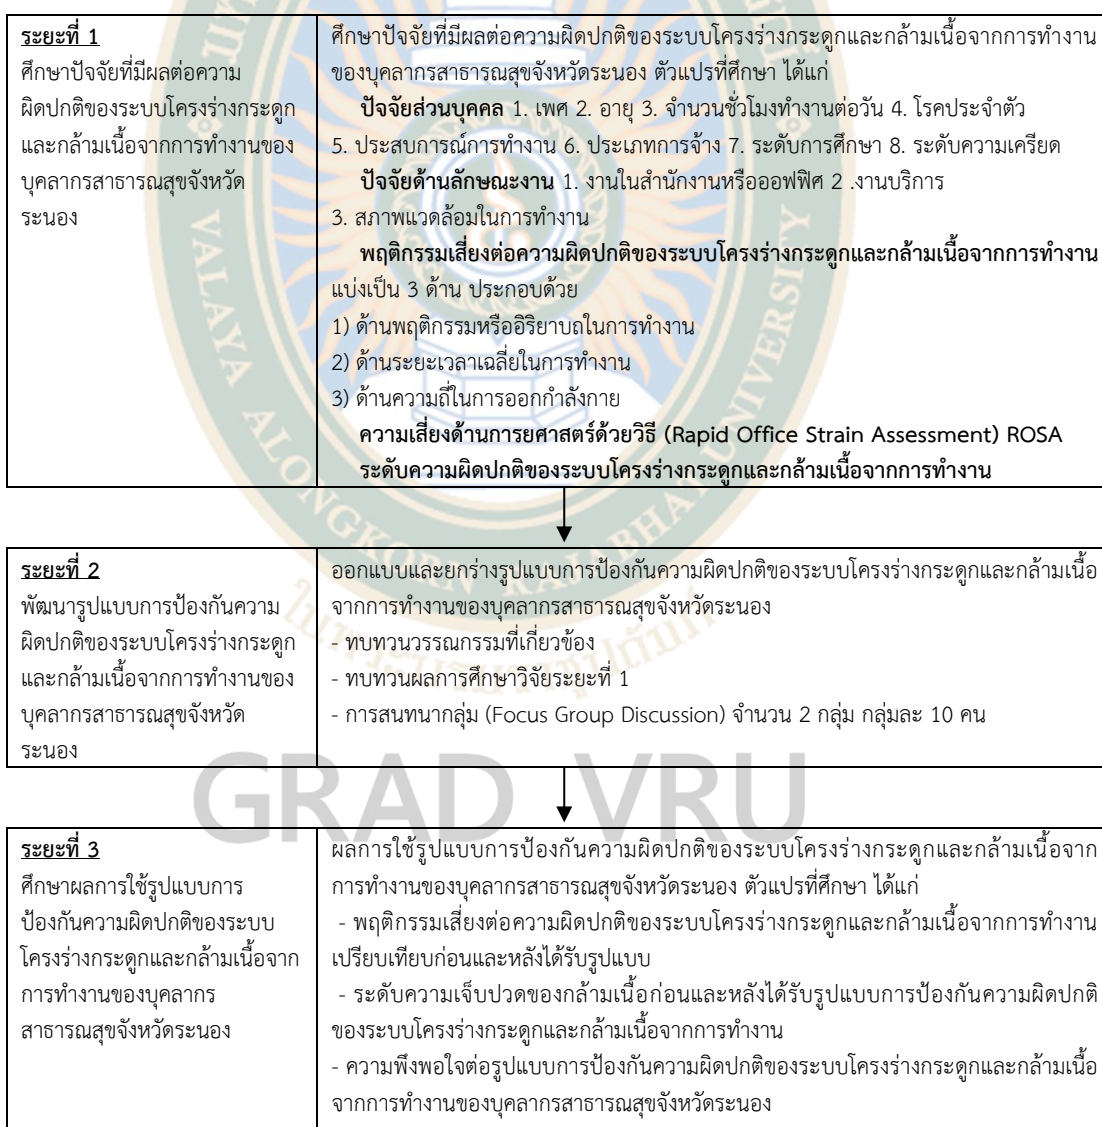 ระยะที่ 1
ศึกษาปัจจัยที่มีผลต่อความ
ผิดปกติของระบบโครงร่างกระดูก
และกล้ามเนื้อจากการทำงานของ
บุคลากรสาธารณสุขจังหวัด
ระนอง
ศึกษาปัจจัยที่มีผลต่อความผิดปกติของระบบโครงร่างกระดูกและกล้ามเนื้อจากการทำงาน
ของบุคลากรสาธารณสุขจังหวัดระนอง ตัวแปรที่ศึกษา ได้แก่
ปัจจัยส่วนบุคคล 1. เพศ 2. อายุ 3. จำนวนชั่วโมงทำงานต่อวัน 4. โรคประจำตัว
5. ประสบการณ์การทำงาน 6. ประเภทการจ้าง 7. ระดับการศึกษา 8. ระดับความเครียด
ปัจจัยด้านลักษณะงาน 1. งานในสำนักงานหรือออฟฟิศ 2 .งานบริการ
3. สภาพแวดล้อมในการทำงาน
พฤติกรรมเสี่ยงต่อความผิดปกติของระบบโครงร่างกระดูกและกล้ามเนื้อจากการทำงาน
แบ่งเป็น 3 ด้าน ประกอบด้วย
1) ด้านพฤติกรรมหรืออิริยาบถในการทำงาน
2) ด้านระยะเวลาเฉลี่ยในการทำงาน
3) ด้านความถี่ในการออกกำลังกาย
ความเสี่ยงด้านการยศาสตร์ด้วยวิธี (Rapid Office Strain Assessment) ROSA
ระดับความผิดปกติของระบบโครงร่างกระดูกและกล้ามเนื้อจากการทำงาน
ระยะที่ 2
พัฒนารูปแบบการป้องกันความ
ผิดปกติของระบบโครงร่างกระดูก
และกล้ามเนื้อจากการทำงานของ
บุคลากรสาธารณสุขจังหวัด
ระนอง
ออกแบบและยกร่างรูปแบบการป้องกันความผิดปกติของระบบโครงร่างกระดูกและกล้ามเนื้อ
จากการทำงานของบุคลากรสาธารณสุขจังหวัดระนอง
- ทบทวนวรรณกรรมที่เกี่ยวข้อง
- ทบทวนผลการศึกษาวิจัยระยะที่ 1
- การสนทนากลุ่ม (Focus Group Discussion) จำนวน 2 กลุ่ม กลุ่มละ 10 คน
ระยะที่ 3
ศึกษาผลการใช้รูปแบบการ
ป้องกันความผิดปกติของระบบ
โครงร่างกระดูกและกล้ามเนื้อจาก
การทำงานของบุคลากร
สาธารณสุขจังหวัดระนอง
ผลการใช้รูปแบบการป้องกันความผิดปกติของระบบโครงร่างกระดูกและกล้ามเนื้อจาก
การทำงานของบุคลากรสาธารณสุขจังหวัดระนอง ตัวแปรที่ศึกษา ได้แก่
- พฤติกรรมเสี่ยงต่อความผิดปกติของระบบโครงร่างกระดูกและกล้ามเนื้อจากการทำงาน
เปรียบเทียบก่อนและหลังได้รับรูปแบบ
- ระดับความเจ็บปวดของกล้ามเนื้อก่อนและหลังได้รับรูปแบบการป้องกันความผิดปกติ
ของระบบโครงร่างกระดูกและกล้ามเนื้อจากการทำงาน
- ความพึงพอใจต่อรูปแบบการป้องกันความผิดปกติของระบบโครงร่างกระดูกและกล้ามเนื้อ
จากการทำงานของบุคลากรสาธารณสุขจังหวัดระนอง
VALAYA ALONGKORN RAJABHAT UNIVERSITY
ในพระบรมราชูปถัมภ์
GRAD VRU